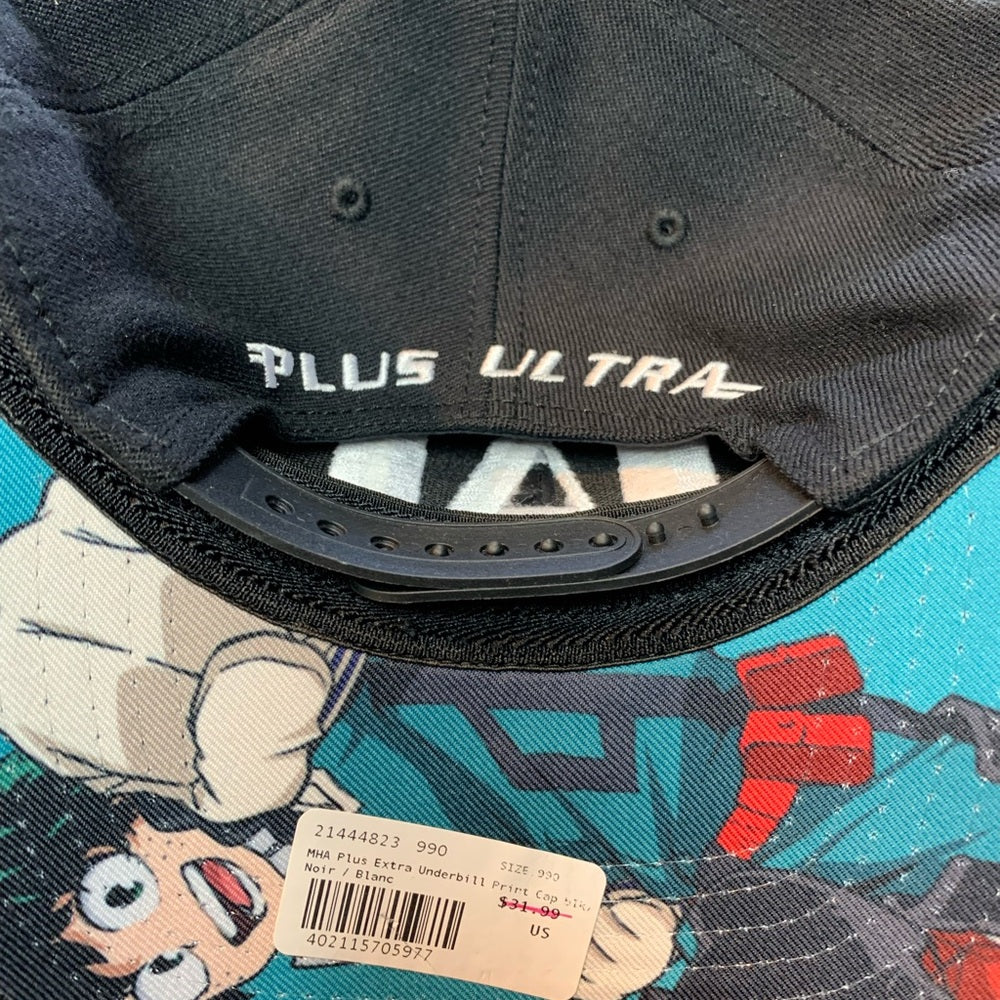 PLUS ULTRA
21444823 990
SIZE:990
MHA Plus Extra Underbill Print Cap
Noir / Blanc
$31.99
US
402115705977